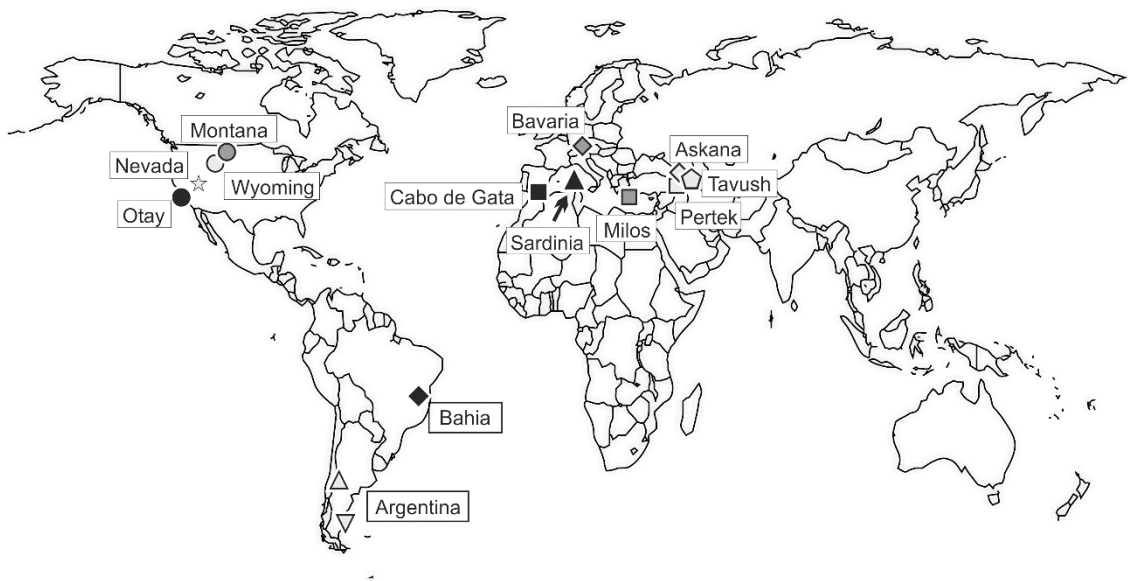 Montana
Nevada
Wyoming
Otay
Bavaria
Askana
Cabo de Gata
Tavush
Sardinia
Milos
Pertek
Bahia
Argentina